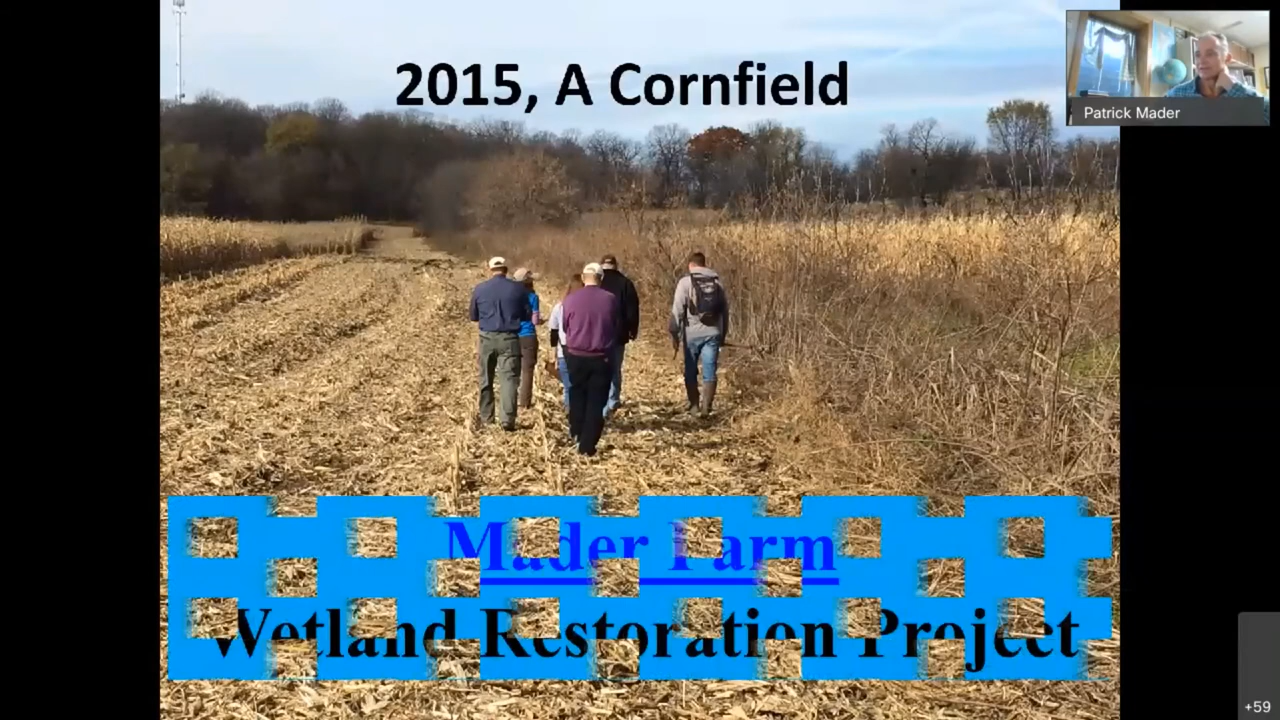 2015, A Cornfield
Patrick Mader
Mader Farm
Wetland Restoration Project
+59